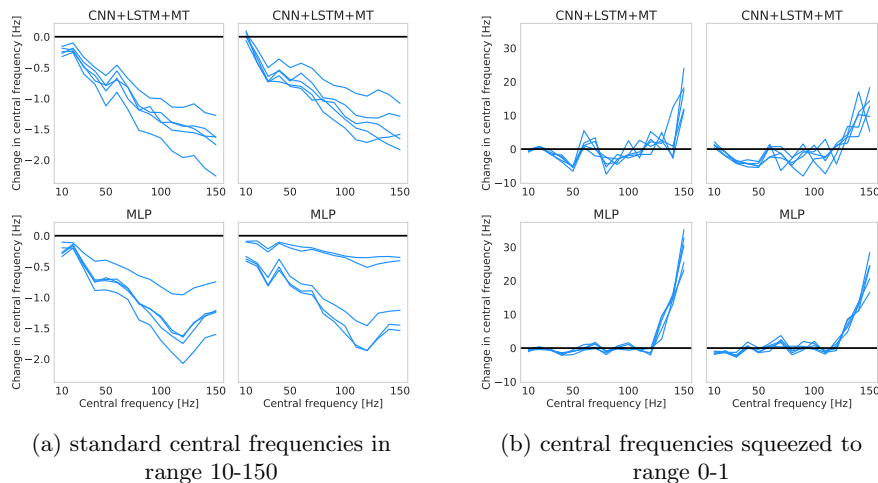 CNN+LSTM+MT
CNN+LSTM+MT
Change in central frequency [Hz]
0.0
−0.5
−1.0
−1.5
−2.0
10 50 100 150
10 50 100 150
MLP
MLP
Change in central frequency [Hz]
0.0
−0.5
−1.0
−1.5
−2.0
10 50 100 150
10 50 100 150
Central frequency [Hz]
Central frequency [Hz]
(a) standard central frequencies in
range 10-150
CNN+LSTM+MT
CNN+LSTM+MT
Change in central frequency [Hz]
30
20
10
0
−10
10 50 100 150
10 50 100 150
MLP
MLP
Change in central frequency [Hz]
30
20
10
0
−10
10 50 100 150
10 50 100 150
Central frequency [Hz]
Central frequency [Hz]
(b) central frequencies squeezed to
range 0-1